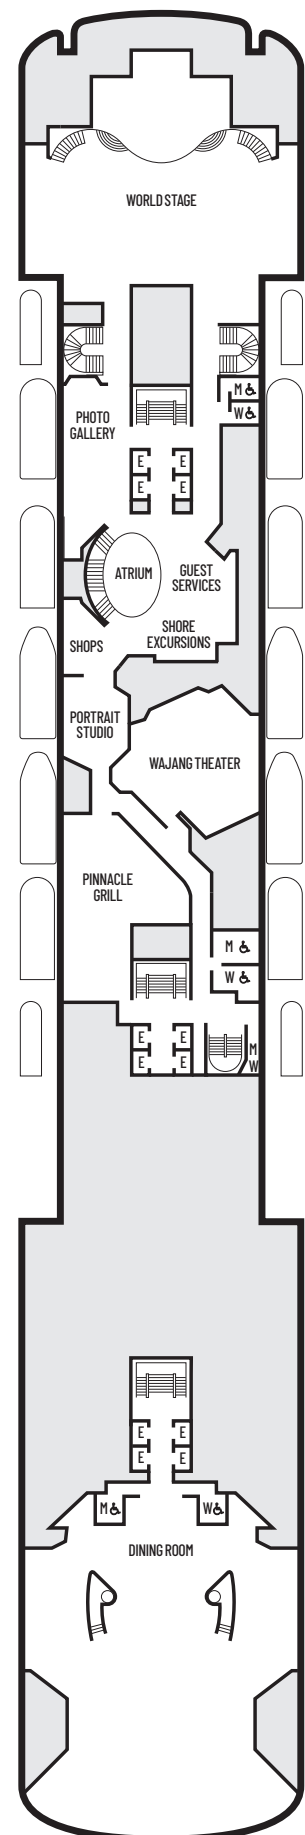 WORLD STAGE
M
W
PHOTO
GALLERY
E E
E E
ATRIUM
GUEST
SERVICES
SHORE
EXCURSIONS
SHOPS
PORTRAIT
STUDIO
WAJANG THEATER
PINNACLE
GRILL
M
W
E E
E E
M
W
E E
E E
M W
DINING ROOM